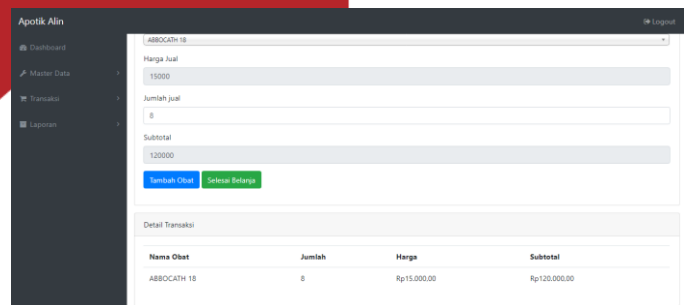 Apotik Alin
Logout
Dashboard
Master Data
Transaksi
Laporan
ABBOCATH 18
Harga Jual
15000
Jumlah jual
8
Subtotal
120000
Tambah Obat Selesai Belanja
Detail Transaksi
Nama Obat Jumlah Harga Subtotal
ABBOCATH 18 8 Rp15.000,00 Rp120.000,00